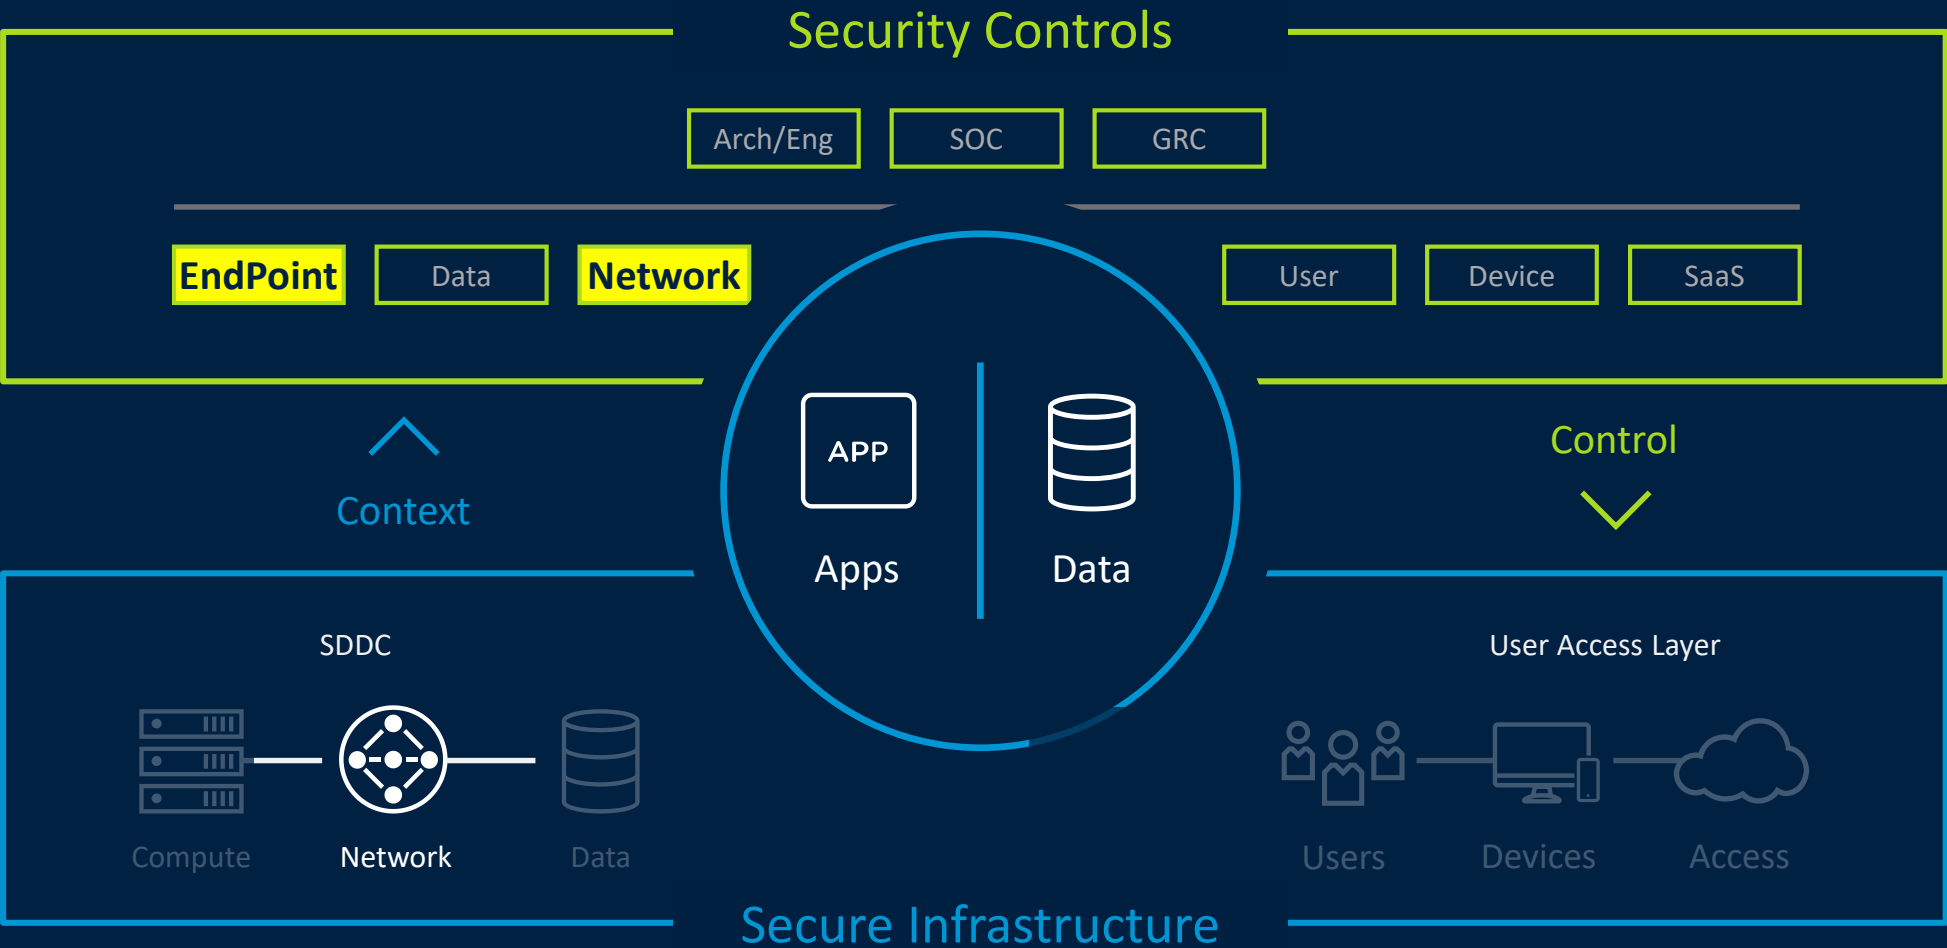 Security Controls
Arch/Eng
SOC
GRC
EndPoint
Data
Network
User
Device
SaaS
Context
APP
Apps
Data
Control
SDDC
Compute
Network
Data
User Access Layer
Users
Devices
Access
Secure Infrastructure